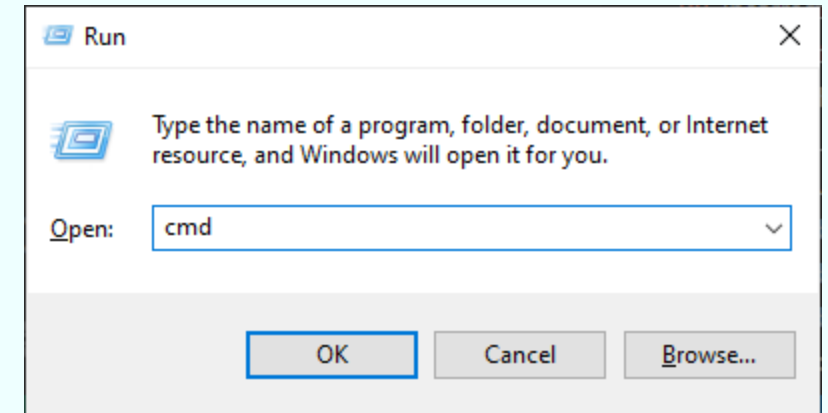 Run
Type the name of a program, folder, document, or Internet
resource, and Windows will open it for you.
Open:
cmd
OK
Cancel
Browse...